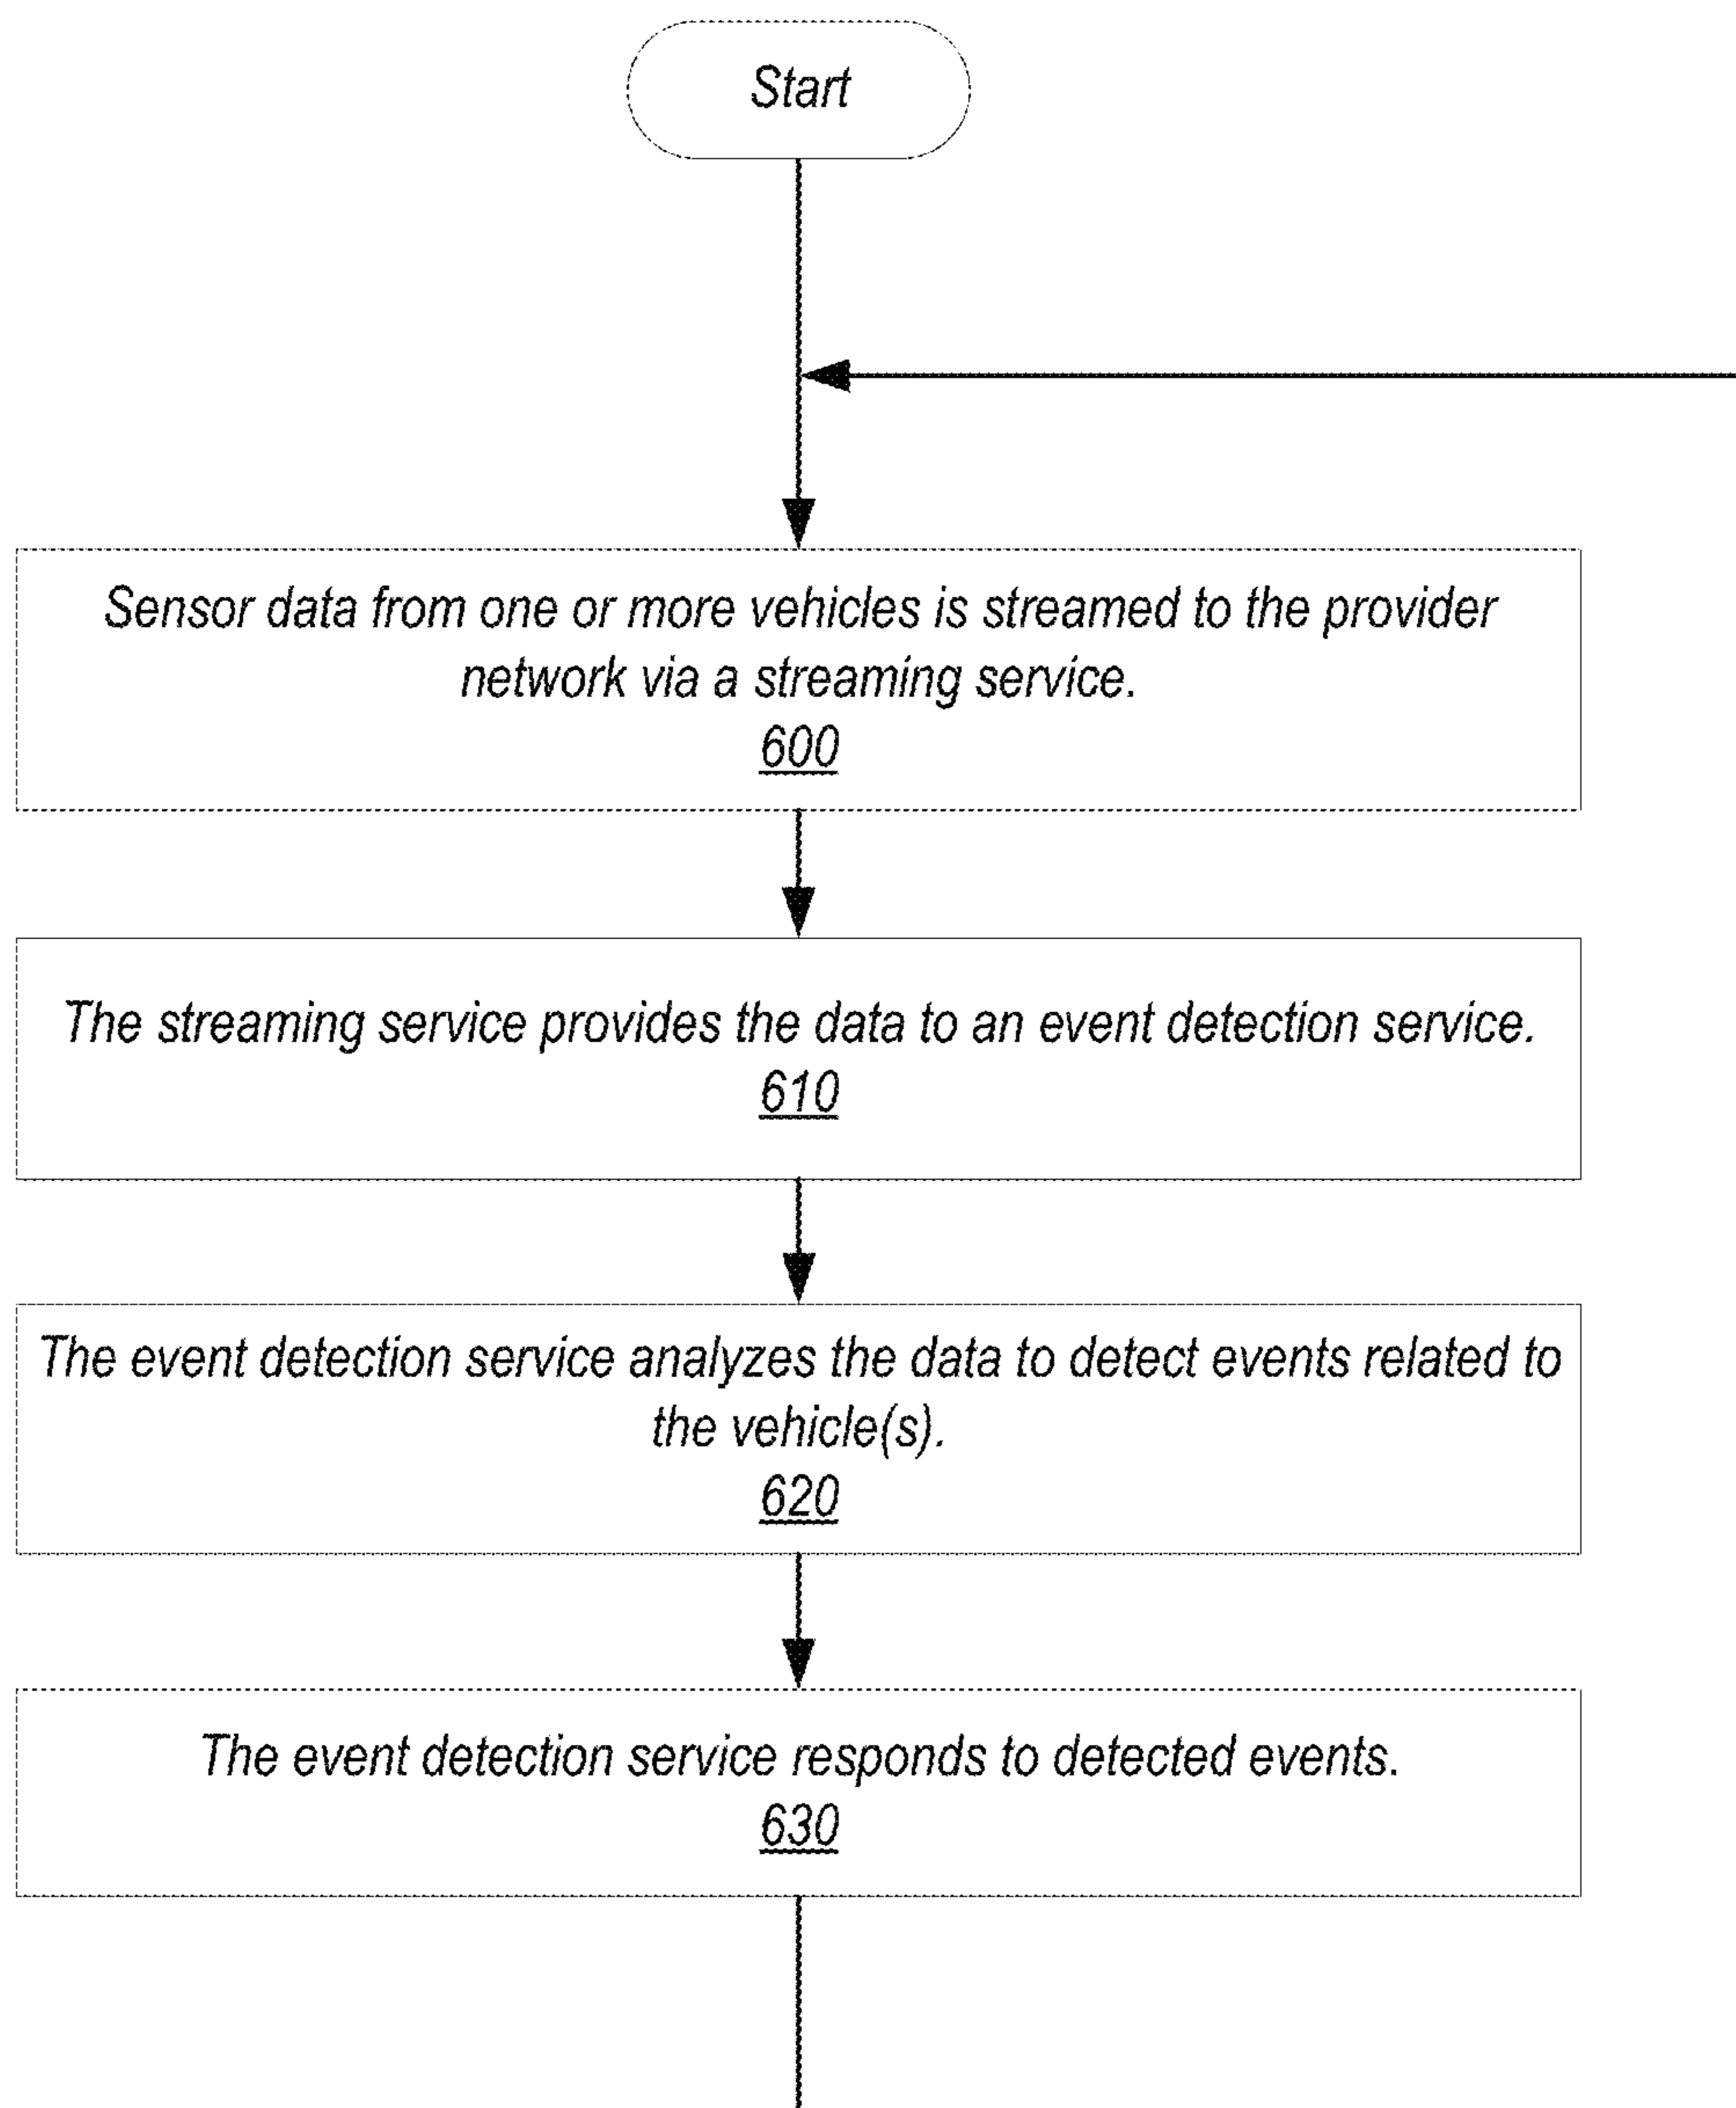 Start
Sensor data from one or more vehicles is streamed to the provider
network via a streaming service.
600
The streaming service provides the data to an event detection service.
610
The event detection service analyzes the data to detect events related to
the vehicle(s).
620
The event detection service responds to detected events.
630